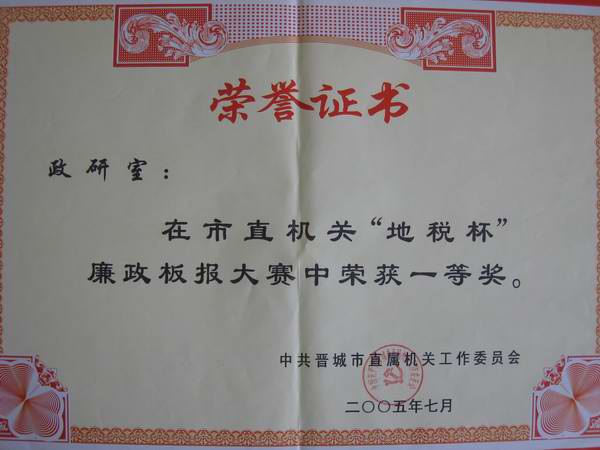 荣誉证书
政研室：
在市直机关“地税杯”
廉政板报大赛中荣获一等奖。
中共晋城市直属机关工作委员会
二〇〇五年七月